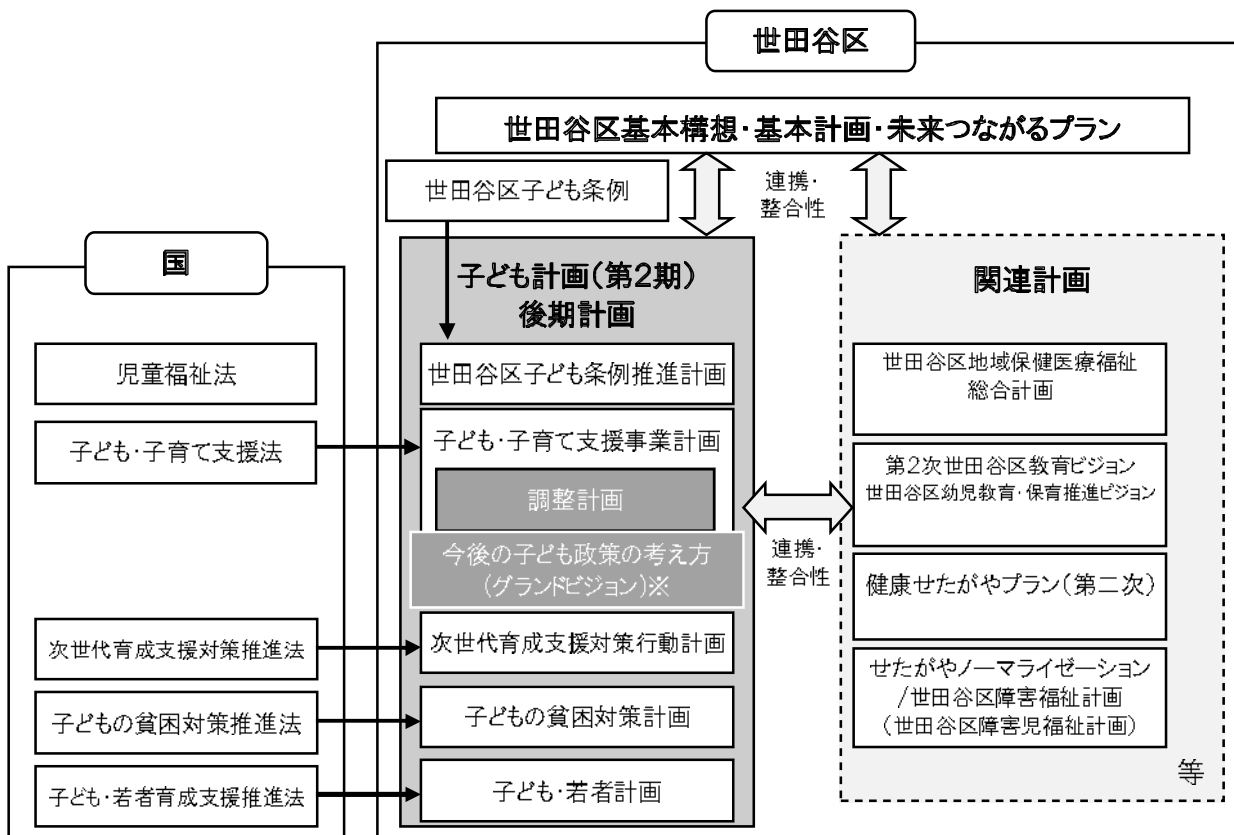 世田谷区
世田谷区基本構想・基本計画・未来つながるプラン
世田谷区子ども条例
連携・
整合性
国
児童福祉法
子ども・子育て支援法
次世代育成支援対策推進法
子どもの貧困対策推進法
子ども・若者育成支援推進法
子ども計画(第2期)
後期計画
世田谷区子ども条例推進計画
子ども・子育て支援事業計画
調整計画
今後の子ども政策の考え方
(グランドビジョン)※
次世代育成支援対策行動計画
子どもの貧困対策計画
子ども・若者計画
連携・
整合性
関連計画
世田谷区地域保健医療福祉
総合計画
第2次世田谷区教育ビジョン
世田谷区幼児教育・保育推進ビジョン
健康せたがやプラン(第二次)
せたがやノーマライゼーション
/世田谷区障害福祉計画
(世田谷区障害児福祉計画)
等